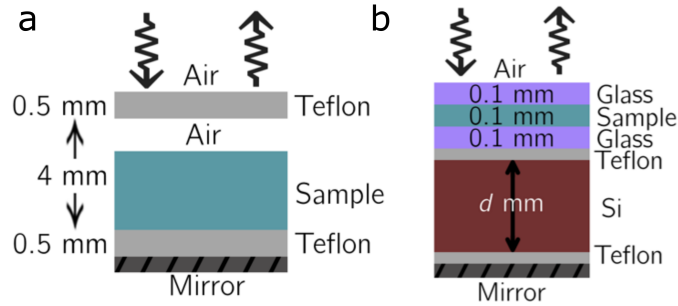 a
Air
0.5 mm
Teflon
Air
4 mm
Sample
0.5 mm
Teflon
Mirror
b
Air
0.1 mm
Glass
0.1 mm
Sample
0.1 mm
Glass
Teflon
d mm
Si
Teflon
Mirror